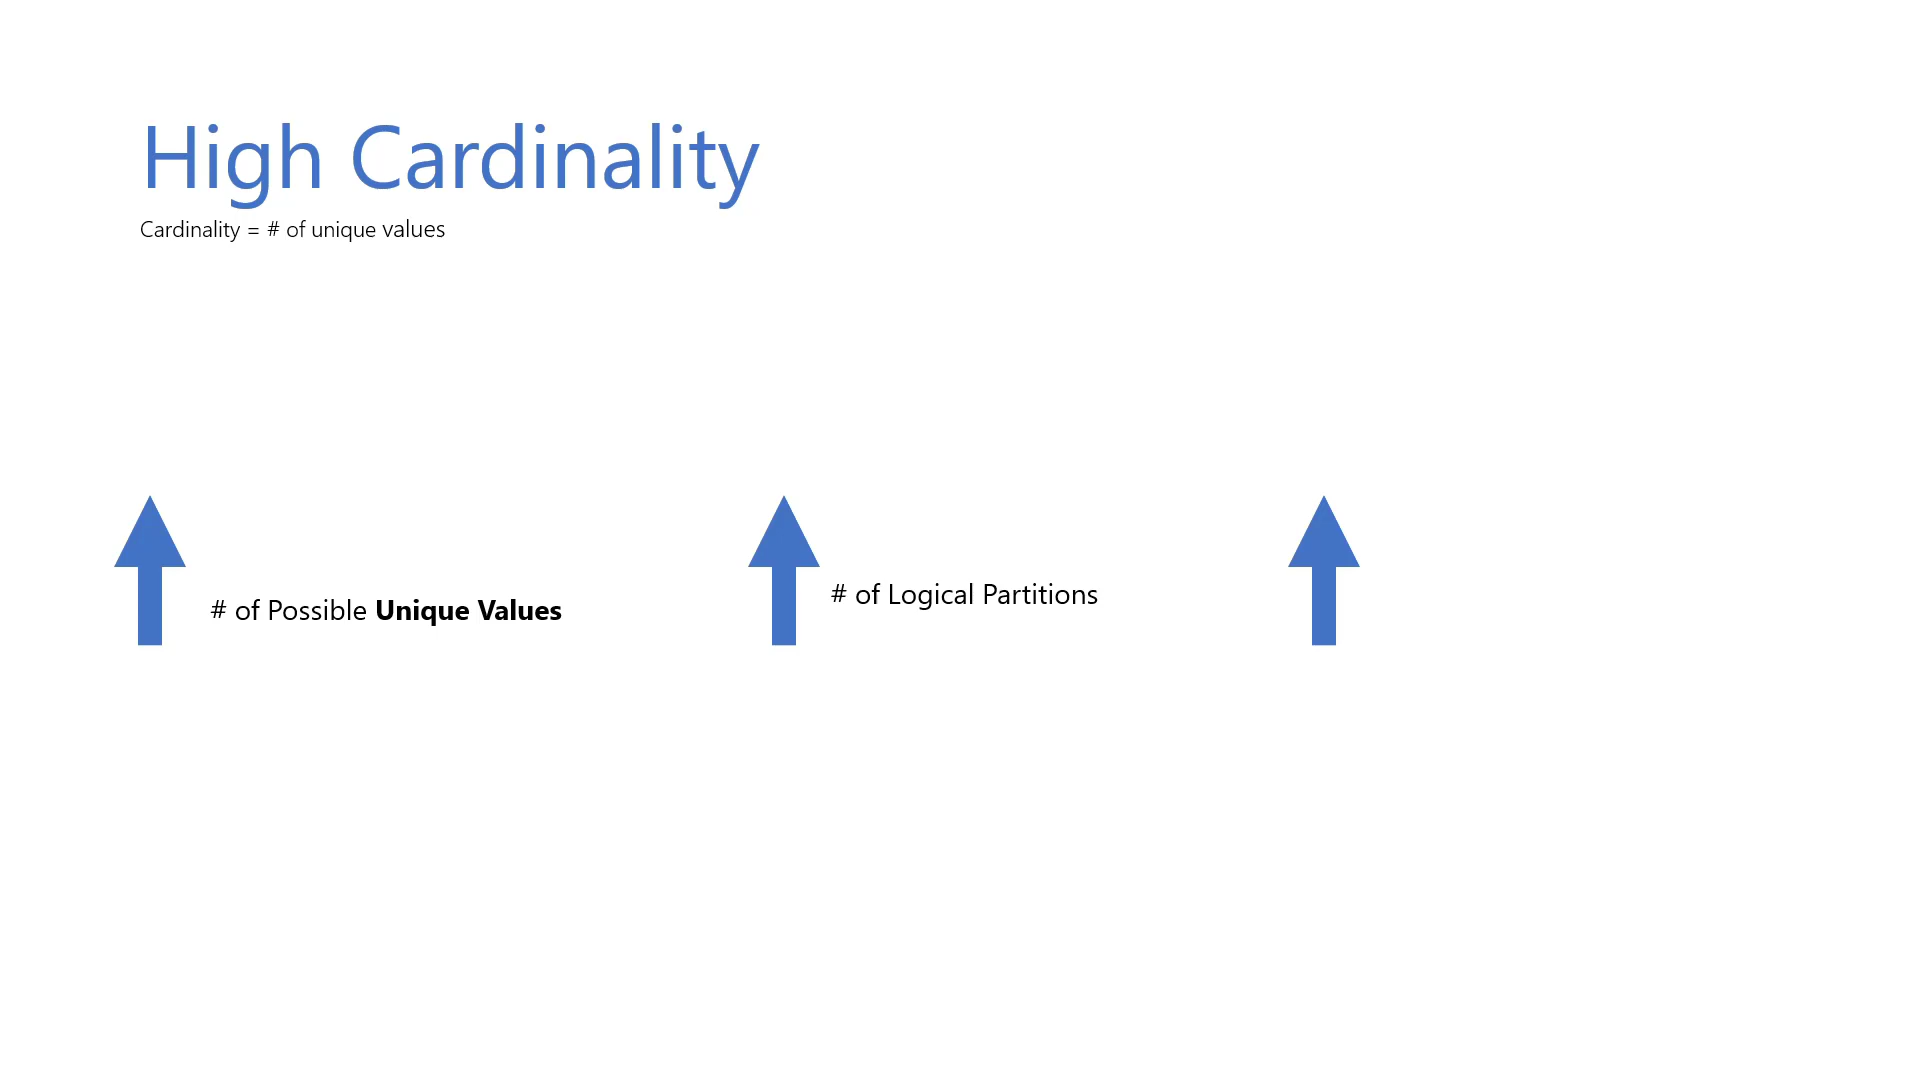 High Cardinality
Cardinality = # of unique values
# of Possible Unique Values
# of Logical Partitions